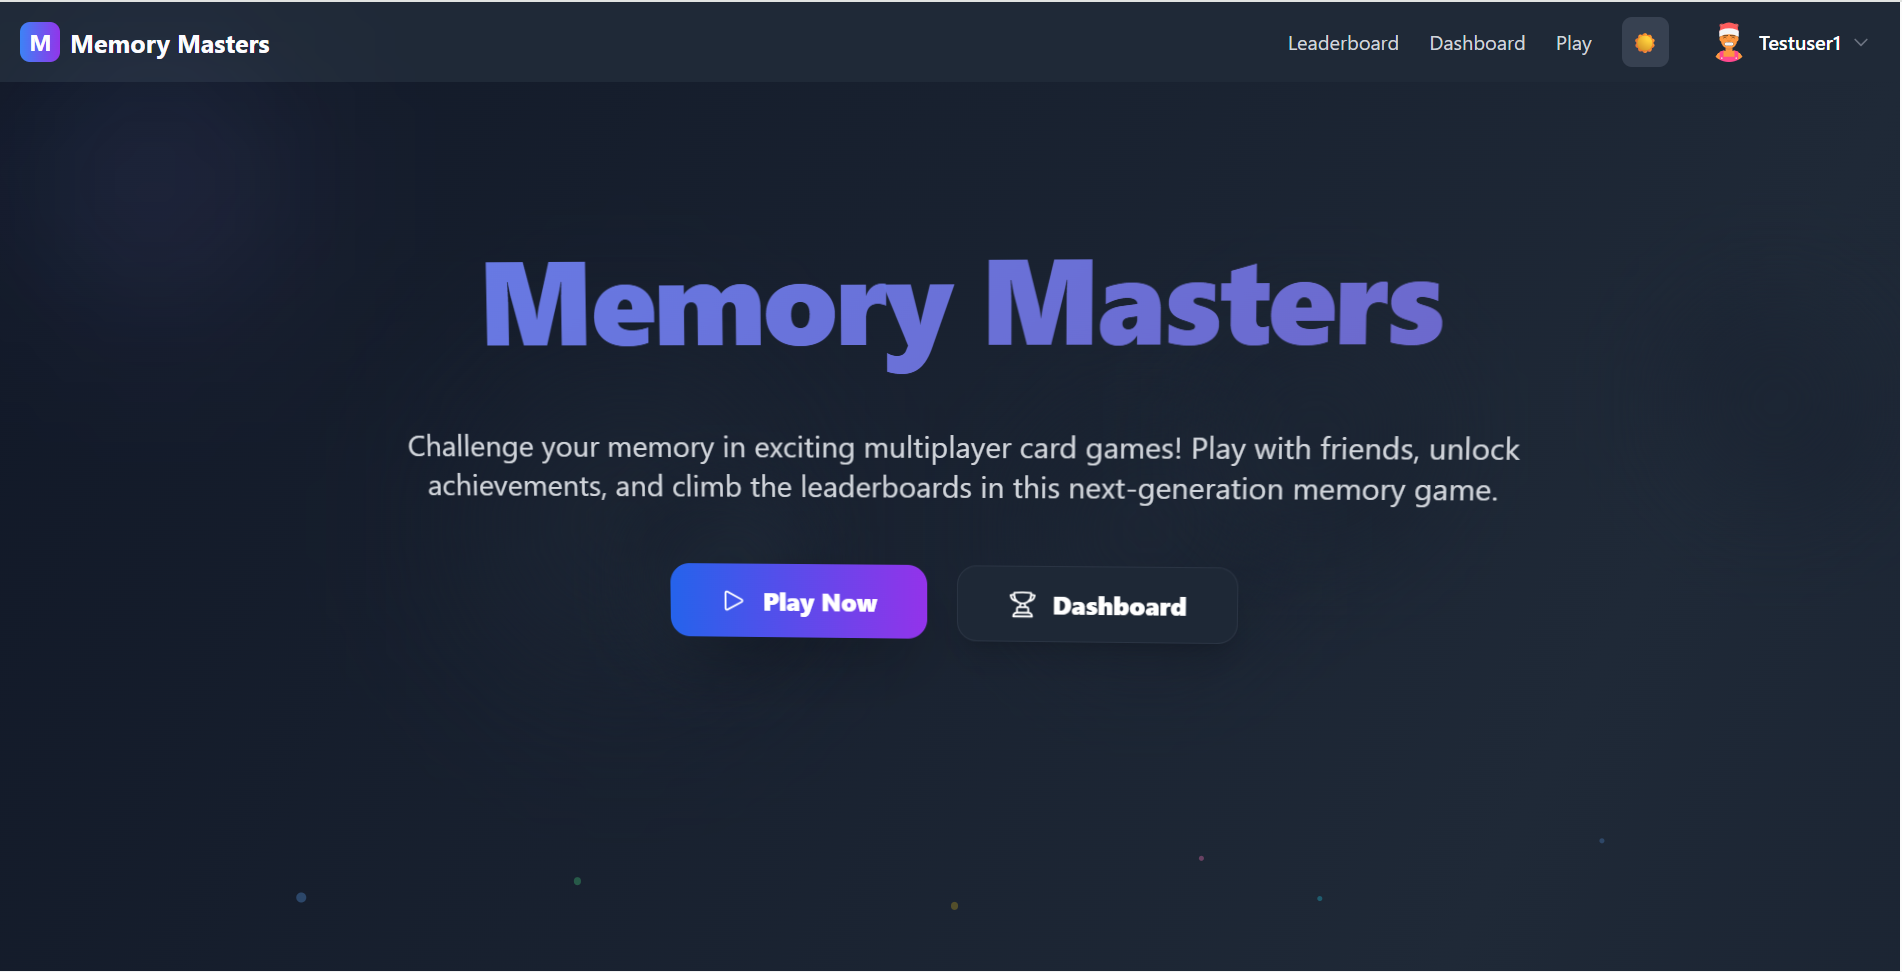 M Memory Masters
Leaderboard Dashboard Play Testuser1
Memory Masters
Challenge your memory in exciting multiplayer card games! Play with friends, unlock
achievements, and climb the leaderboards in this next-generation memory game.
Play Now
Dashboard